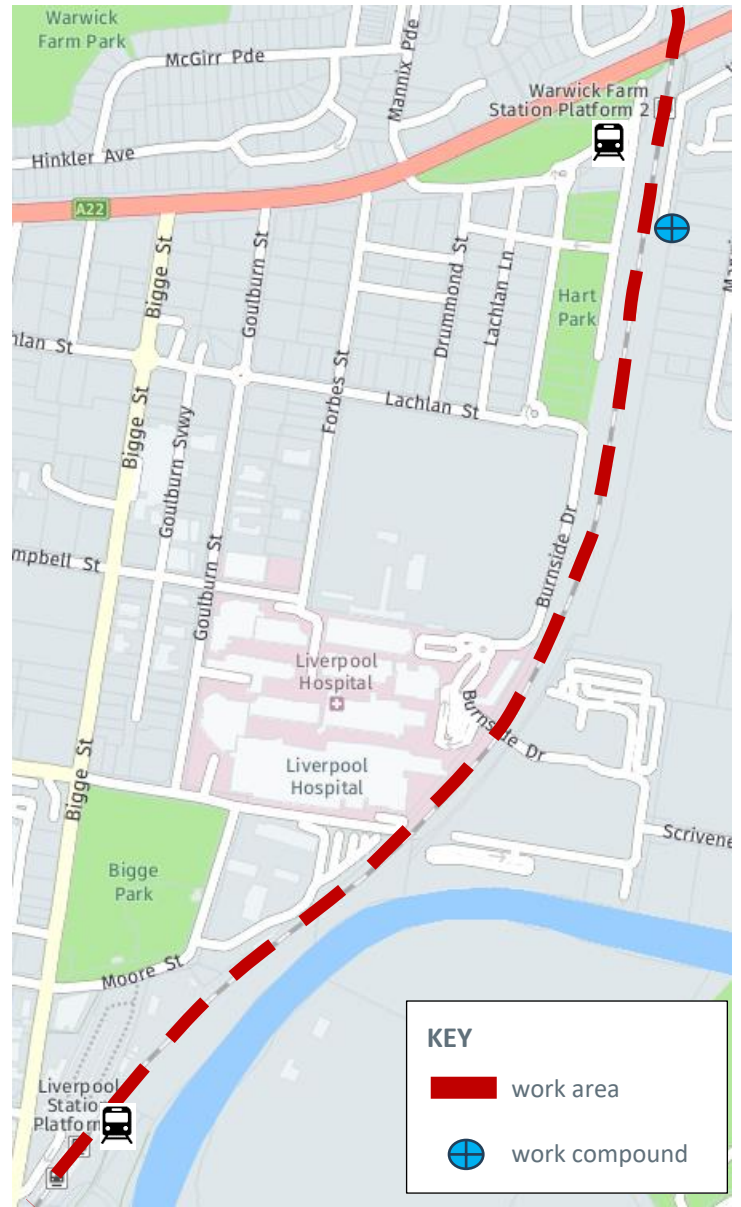 Warwick
Farm Park
McGirr Pde
Mannix Pde
Warwick Farm
Station Platform 2
Hinkler Ave
A22
Bigge St
Goulburn St
Drummond St
Lachlan Ln
Hart
Park
hlan St
Forbes St
Lachlan St
Bigge St
Goulburn Svwy
Burnside Dr
mpbell St
Goulburn St
Liverpool
Hospital
Burnside Dr
Liverpool
Hospital
Bigge St
Scrivene
Bigge
Park
Moore St
Liverpool
Station
Platform
KEY
work area
work compound